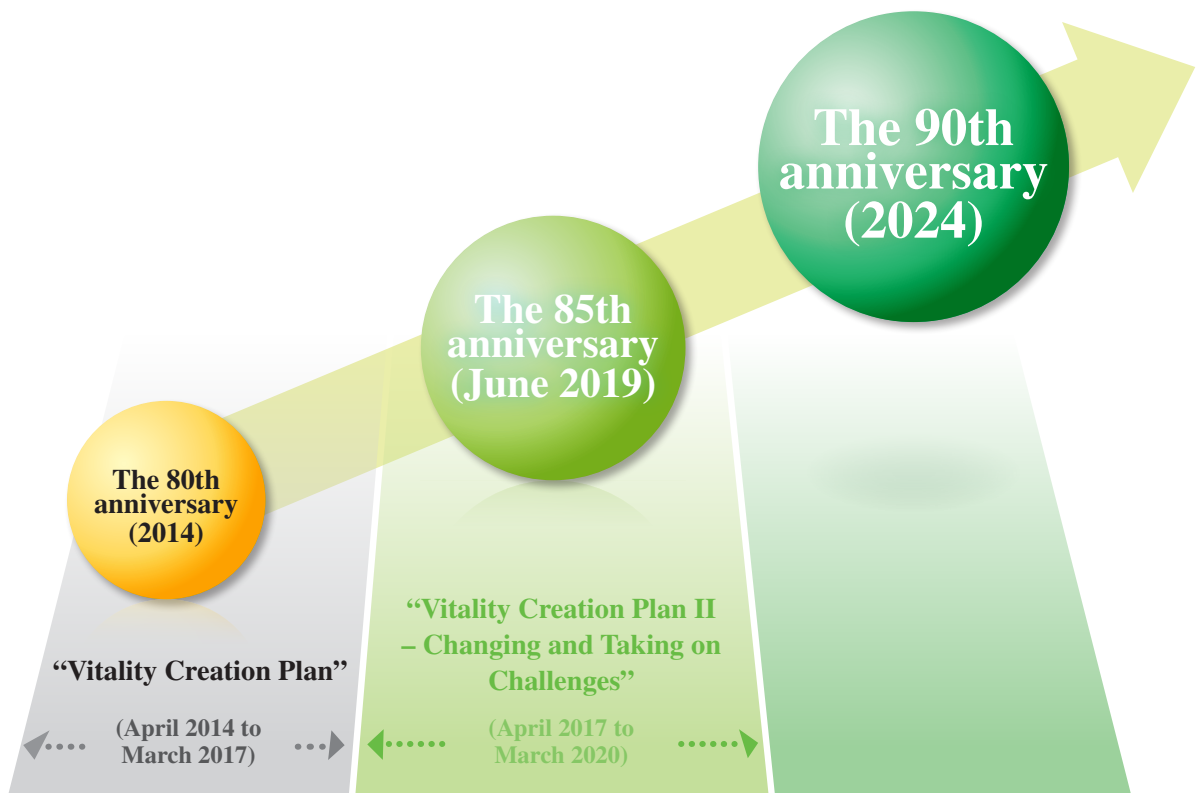 The 90th
anniversary
(2024)
The 85th
anniversary
(June 2019)
The 80th
anniversary
(2014)
“Vitality Creation Plan”
(April 2014 to
March 2017)
“Vitality Creation Plan II
– Changing and Taking on
Challenges”
(April 2017 to
March 2020)